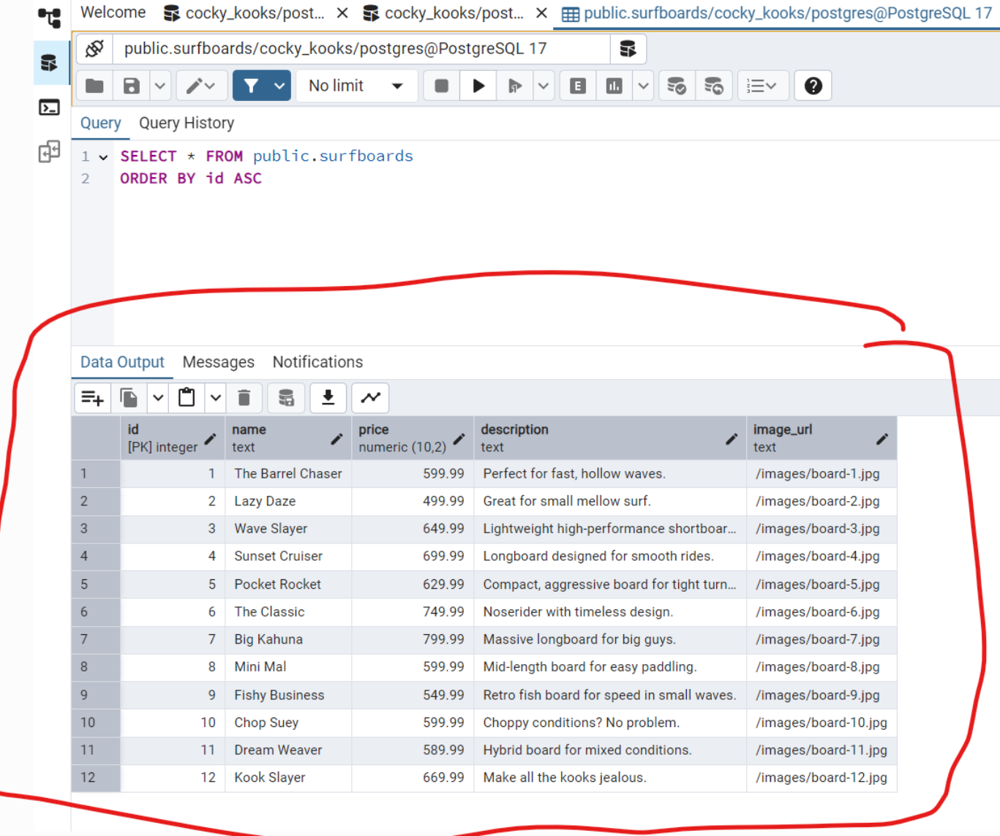 Welcome cocky_kooks/post... cocky_kooks/post... public.surfboards/cocky_kooks/postgres@PostgreSQL 17
public.surfboards/cocky_kooks/postgres@PostgreSQL 17
No limit E
Query Query History
1 SELECT * FROM public.surfboards
2 ORDER BY id ASC
Data Output Messages Notifications
id name price description image_url
[PK] integer text numeric (10,2) text text
1 1 The Barrel Chaser 599.99 Perfect for fast, hollow waves. /images/board-1.jpg
2 2 Lazy Daze 499.99 Great for small mellow surf. /images/board-2.jpg
3 3 Wave Slayer 649.99 Lightweight high-performance shortboar... /images/board-3.jpg
4 4 Sunset Cruiser 699.99 Longboard designed for smooth rides. /images/board-4.jpg
5 5 Pocket Rocket 629.99 Compact, aggressive board for tight turn... /images/board-5.jpg
6 6 The Classic 749.99 Noserider with timeless design. /images/board-6.jpg
7 7 Big Kahuna 799.99 Massive longboard for big guys. /images/board-7.jpg
8 8 Mini Mal 599.99 Mid-length board for easy paddling. /images/board-8.jpg
9 9 Fishy Business 549.99 Retro fish board for speed in small waves. /images/board-9.jpg
10 10 Chop Suey 599.99 Choppy conditions? No problem. /images/board-10.jpg
11 11 Dream Weaver 589.99 Hybrid board for mixed conditions. /images/board-11.jpg
12 12 Kook Slayer 669.99 Make all the kooks jealous. /images/board-12.jpg